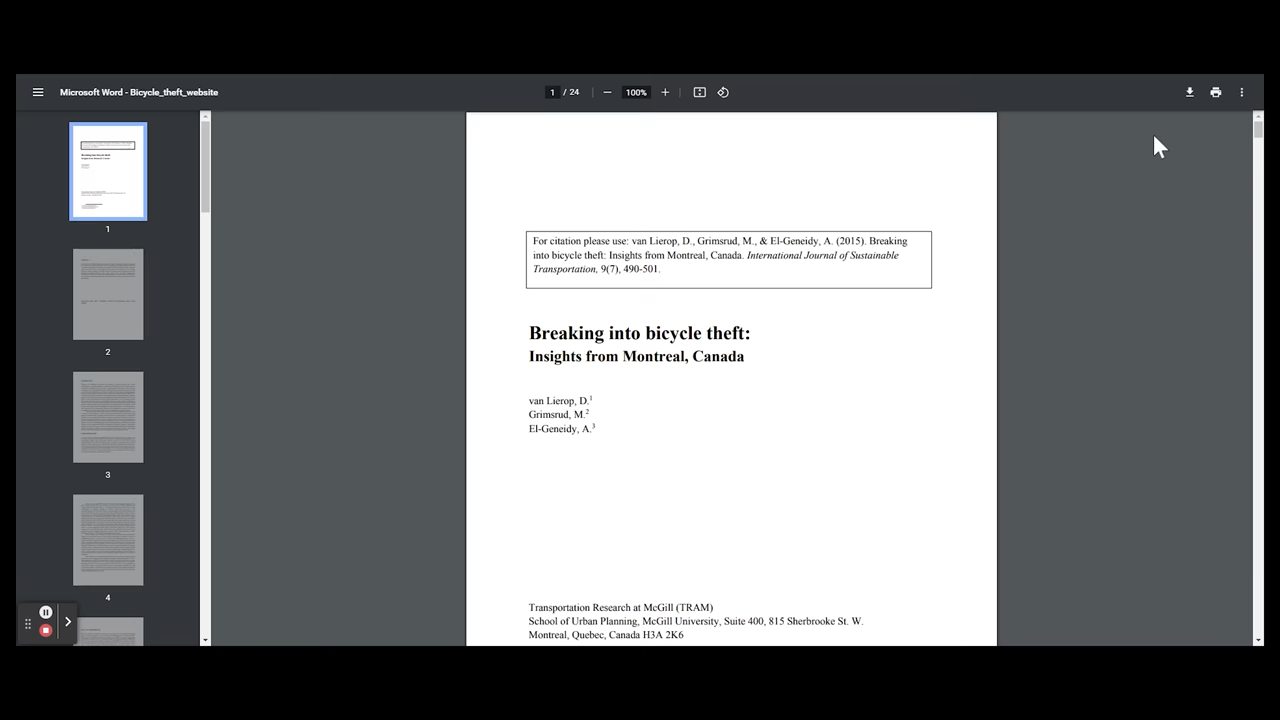 Microsoft Word - Bicycle_theft_website
1 / 24
100%
1
2
3
4
For citation please use: van Lierop, D., Grimsrud, M., & El-Geneidy, A. (2015). Breaking
into bicycle theft: Insights from Montreal, Canada. International Journal of Sustainable
Transportation, 9(7), 490-501.
Breaking into bicycle theft:
Insights from Montreal, Canada
van Lierop, D.1
Grimsrud, M.2
El-Geneidy, A.3
Transportation Research at McGill (TRAM)
School of Urban Planning, McGill University, Suite 400, 815 Sherbrooke St. W.
Montreal, Quebec, Canada H3A 2K6